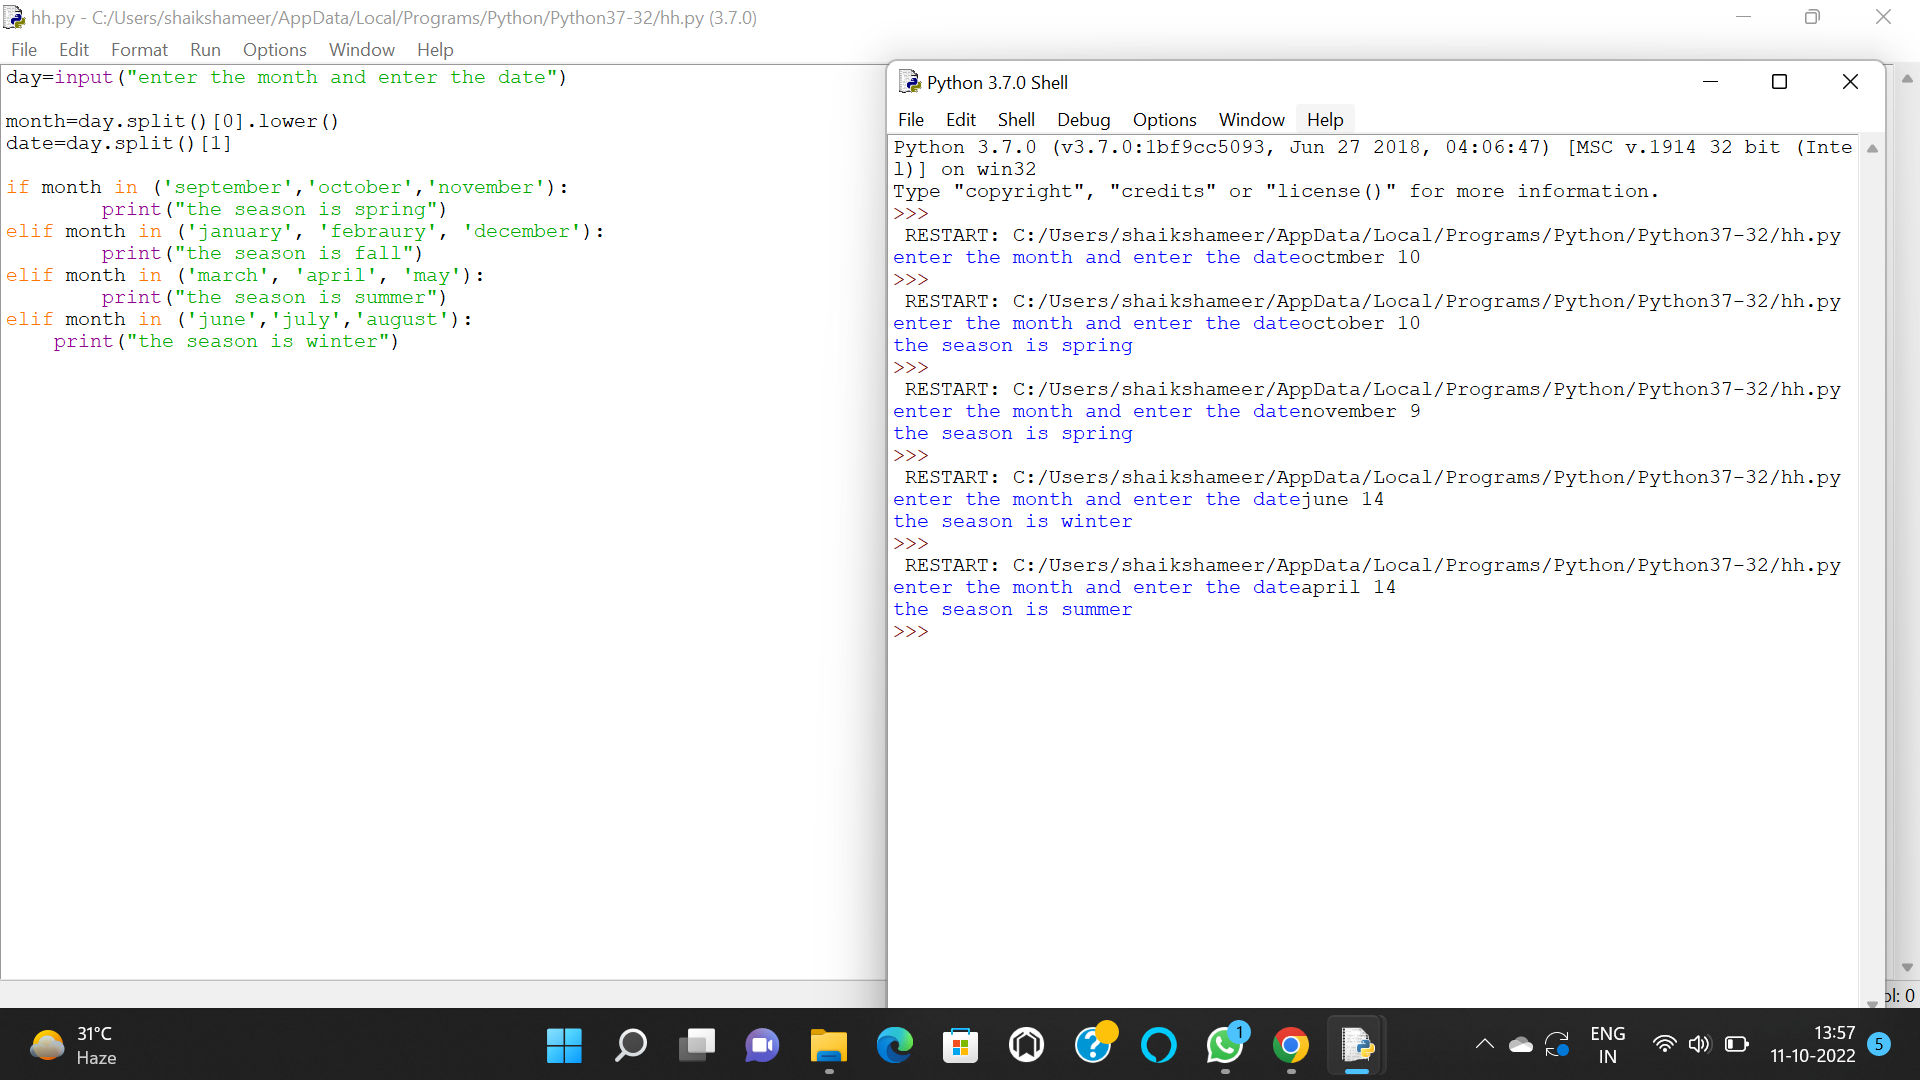 hh.py - C:/Users/shaikshameer/AppData/Local/Programs/Python/Python37-32/hh.py (3.7.0)
File Edit Format Run Options Window Help
day=input("enter the month and enter the date")
month=day.split()[0].lower()
date=day.split()[1]
if month in ('september','october','november'):
print("the season is spring")
elif month in ('january', 'febraury', 'december'):
print("the season is fall")
elif month in ('march', 'april', 'may'):
print("the season is summer")
elif month in ('june','july','august'):
print("the season is winter")
Python 3.7.0 Shell
File Edit Shell Debug Options Window Help
Python 3.7.0 (v3.7.0:1bf9cc5093, Jun 27 2018, 04:06:47) [MSC v.1914 32 bit (Inte
l)] on win32
Type "copyright", "credits" or "license()" for more information.
>>>
RESTART: C:/Users/shaikshameer/AppData/Local/Programs/Python/Python37-32/hh.py
enter the month and enter the dateoctmber 10
>>>
RESTART: C:/Users/shaikshameer/AppData/Local/Programs/Python/Python37-32/hh.py
enter the month and enter the dateoctober 10
the season is spring
>>>
RESTART: C:/Users/shaikshameer/AppData/Local/Programs/Python/Python37-32/hh.py
enter the month and enter the datenovember 9
the season is spring
>>>
RESTART: C:/Users/shaikshameer/AppData/Local/Programs/Python/Python37-32/hh.py
enter the month and enter the datejune 14
the season is winter
>>>
RESTART: C:/Users/shaikshameer/AppData/Local/Programs/Python/Python37-32/hh.py
enter the month and enter the dateapril 14
the season is summer
>>>
ol: 0
31°C
Haze
1
ENG
IN
13:57
11-10-2022
5